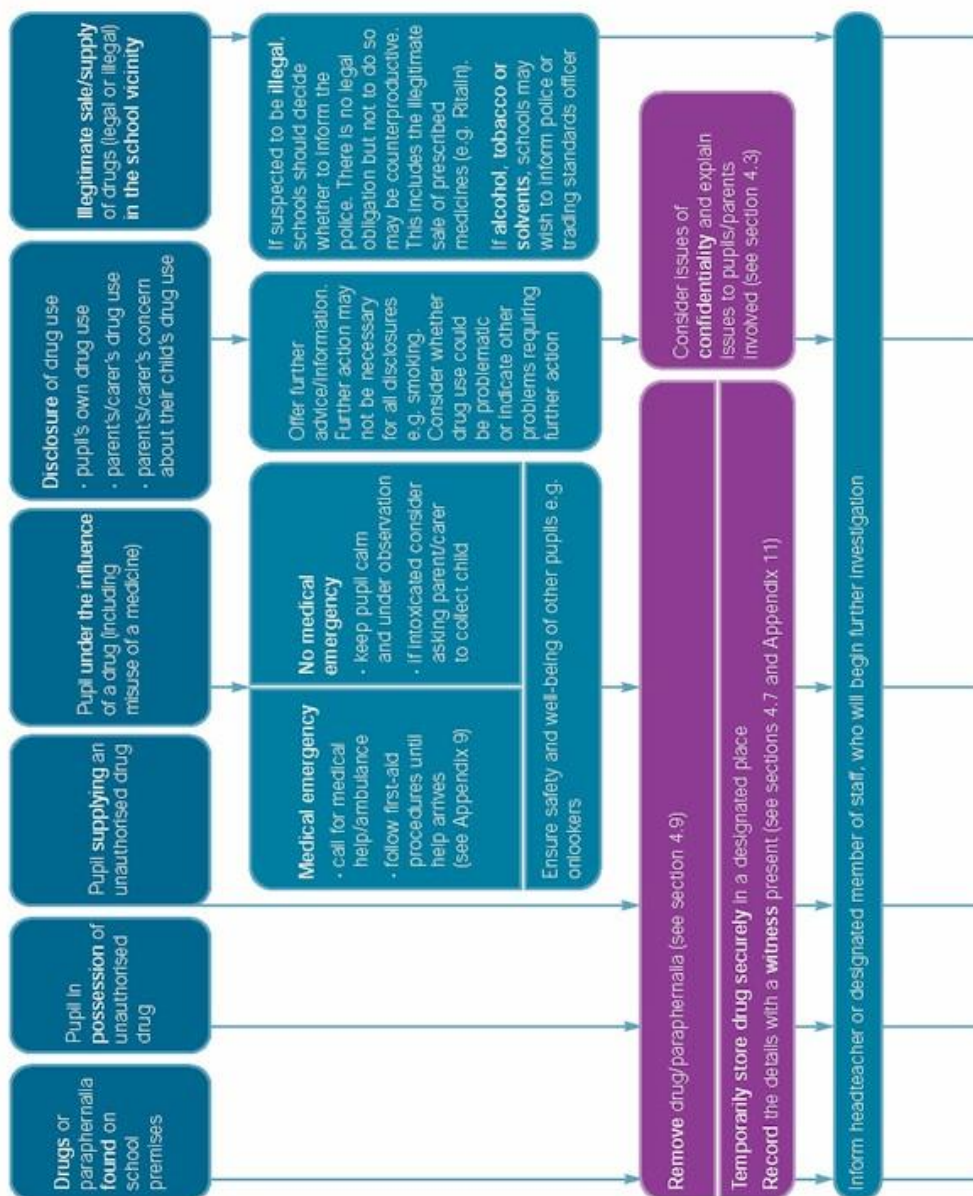 Drugs or
paraphernalia
found on
school
premises
Pupil in
possession of
unauthorised
drug
Pupil supplying an
unauthorised drug
Pupil under the influence
of a drug (including
misuse of a medicine)
Disclosure of drug use
· pupil's own drug use
· parent's/carer's drug use
· parent's/carer's concern
about their child's drug use
Illegitimate sale/supply
of drugs (legal or illegal)
in the school vicinity
Medical emergency
· call for medical
help/ambulance
· follow first-aid
procedures until
help arrives
(see Appendix 9)
No medical
emergency
· keep pupil calm
and under observation
· if intoxicated consider
asking parent/carer
to collect child
Ensure safety and well-being of other pupils e.g.
onlookers
Offer further
advice/information.
Further action may
not be necessary
for all disclosures
e.g. smoking.
Consider whether
drug use could
be problematic
or indicate other
problems requiring
further action
If suspected to be illegal,
schools should decide
whether to inform the
police. There is no legal
obligation but not to do so
may be counterproductive.
This includes the illegitimate
sale of prescribed
medicines (e.g. Ritalin).
If alcohol, tobacco or
solvents, schools may
wish to inform police or
trading standards officer
Remove drug/paraphernalia (see section 4.9)
Temporarily store drug securely in a designated place
Record the details with a witness present (see sections 4.7 and Appendix 11)
Consider issues of
confidentiality and explain
issues to pupils/parents
involved (see section 4.3)
Inform headteacher or designated member of staff, who will begin further investigation